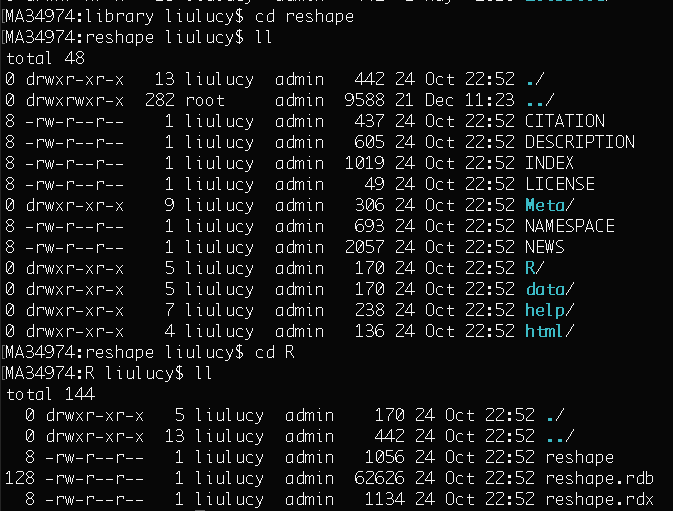 [MA34974:library liulucy$ cd reshape
[MA34974:reshape liulucy$ ll
total 48
0 drwxr-xr-x 13 liulucy admin 442 24 Oct 22:52 ./
0 drwxrwxr-x 282 root admin 9588 21 Dec 11:23 ../
8 -rw-r--r-- 1 liulucy admin 437 24 Oct 22:52 CITATION
8 -rw-r--r-- 1 liulucy admin 605 24 Oct 22:52 DESCRIPTION
8 -rw-r--r-- 1 liulucy admin 1019 24 Oct 22:52 INDEX
8 -rw-r--r-- 1 liulucy admin 49 24 Oct 22:52 LICENSE
0 drwxr-xr-x 9 liulucy admin 306 24 Oct 22:52 Meta/
8 -rw-r--r-- 1 liulucy admin 693 24 Oct 22:52 NAMESPACE
8 -rw-r--r-- 1 liulucy admin 2057 24 Oct 22:52 NEWS
0 drwxr-xr-x 5 liulucy admin 170 24 Oct 22:52 R/
0 drwxr-xr-x 5 liulucy admin 170 24 Oct 22:52 data/
0 drwxr-xr-x 7 liulucy admin 238 24 Oct 22:52 help/
0 drwxr-xr-x 4 liulucy admin 136 24 Oct 22:52 html/
[MA34974:reshape liulucy$ cd R
[MA34974:R liulucy$ ll
total 144
0 drwxr-xr-x 5 liulucy admin 170 24 Oct 22:52 ./
0 drwxr-xr-x 13 liulucy admin 442 24 Oct 22:52 ../
8 -rw-r--r-- 1 liulucy admin 1056 24 Oct 22:52 reshape
128 -rw-r--r-- 1 liulucy admin 62626 24 Oct 22:52 reshape.rdb
8 -rw-r--r-- 1 liulucy admin 1134 24 Oct 22:52 reshape.rdx